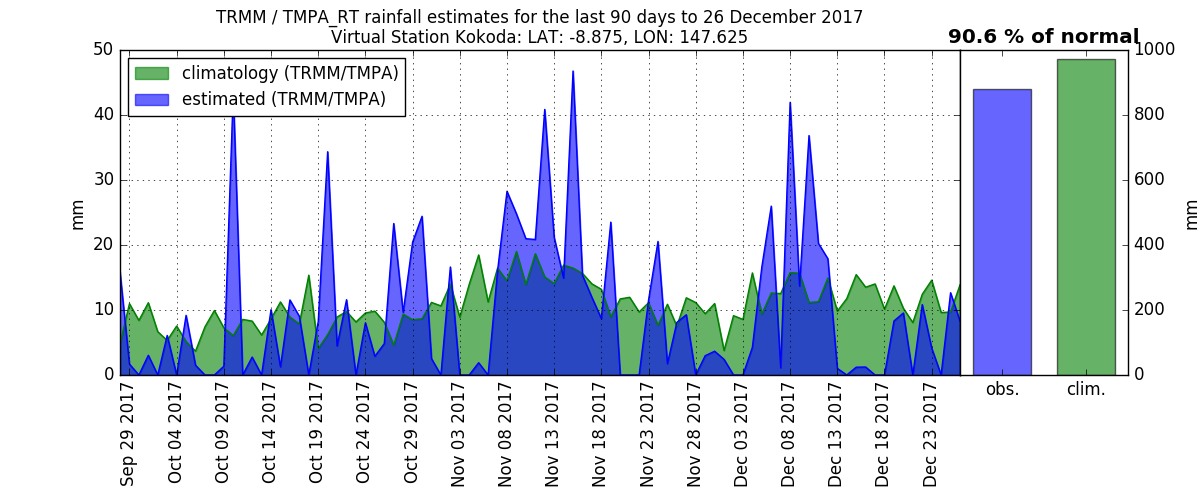 TRMM / TMPA_RT rainfall estimates for the last 90 days to 26 December 2017
Virtual Station Kokoda: LAT: -8.875, LON: 147.625
90.6 % of normal
climatology (TRMM/TMPA)
estimated (TRMM/TMPA)
50
40
30
20
10
0
mm
1000
800
600
400
200
0
mm
Sep 29 2017
Oct 04 2017
Oct 09 2017
Oct 14 2017
Oct 19 2017
Oct 24 2017
Oct 29 2017
Nov 03 2017
Nov 08 2017
Nov 13 2017
Nov 18 2017
Nov 23 2017
Nov 28 2017
Dec 03 2017
Dec 08 2017
Dec 13 2017
Dec 18 2017
Dec 23 2017
obs.
clim.